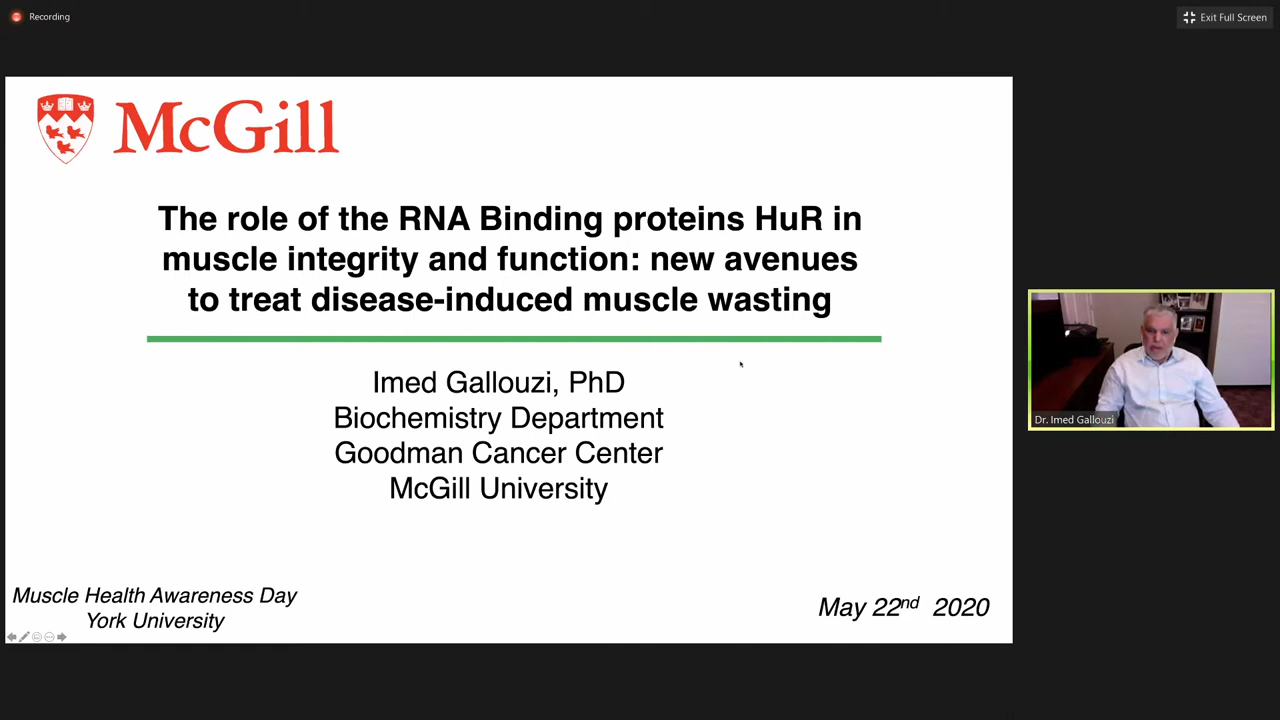 Recording
Exit Full Screen
McGill
The role of the RNA Binding proteins HuR in
muscle integrity and function: new avenues
to treat disease-induced muscle wasting
Imed Gallouzi, PhD
Biochemistry Department
Goodman Cancer Center
McGill University
Muscle Health Awareness Day
York University
May 22nd 2020
Dr. Imed Gallouzi